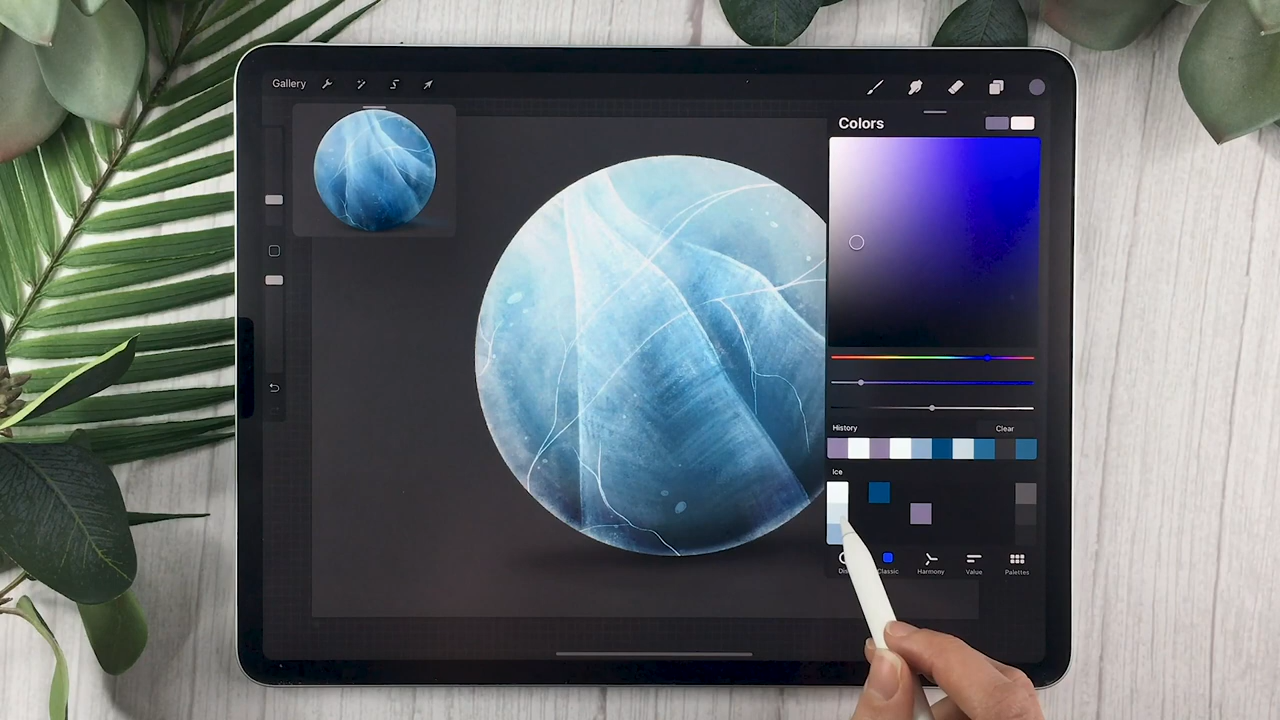 Gallery
Colors
History
Clear
Ice
Classic
Harmony
Value
Palettes